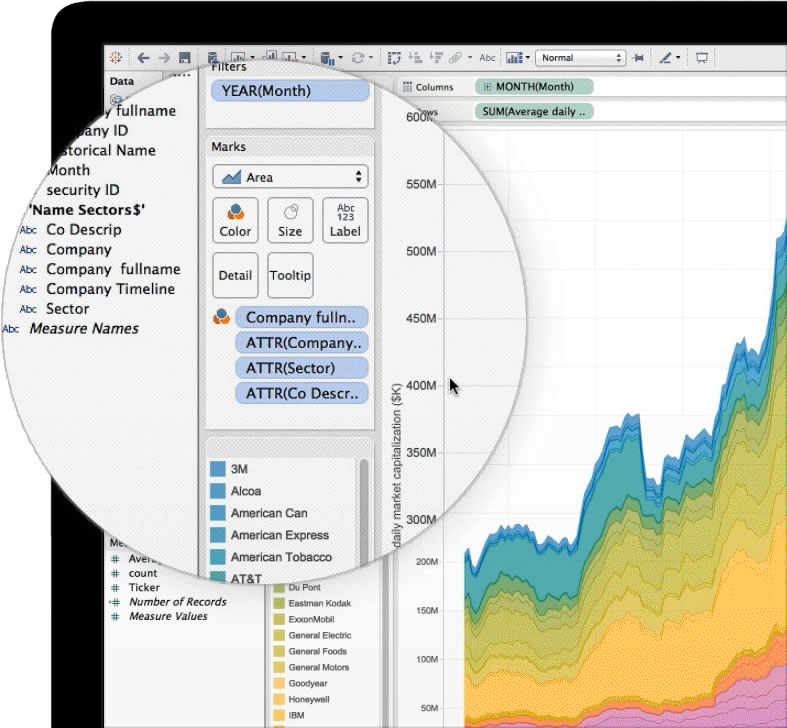 Abc
Normal
Data
Filters
Columns
MONTH(Month)
YEAR(Month)
SUM(Average daily ..
fullname
600
ID
Marks
Historical Name
Month
Area
security ID
550M
'Name Sectors$'
Abc
123
Color
Size
Label
Abc Co Descrip
Abc Company
500M
Abc Company fullname
Detail
Tooltip
Abc Company Timeline
Abc Sector
Company fulln..
450M
Abc Measure Names
ATTR(Company..
ATTR(Sector)
400M
ATTR(Co Descr..
daily market capitalization ($K)
350M
3M
Alcoa
American Can
300M
American Express
American Tobacco
200M
AT&T
count
Ticker
Number of Records
Measure Values
Du Pont
Eastman Kodak
150M
ExxonMobil
General Electric
General Foods
100M
General Motors
Goodyear
Honeywell
50M
IBM